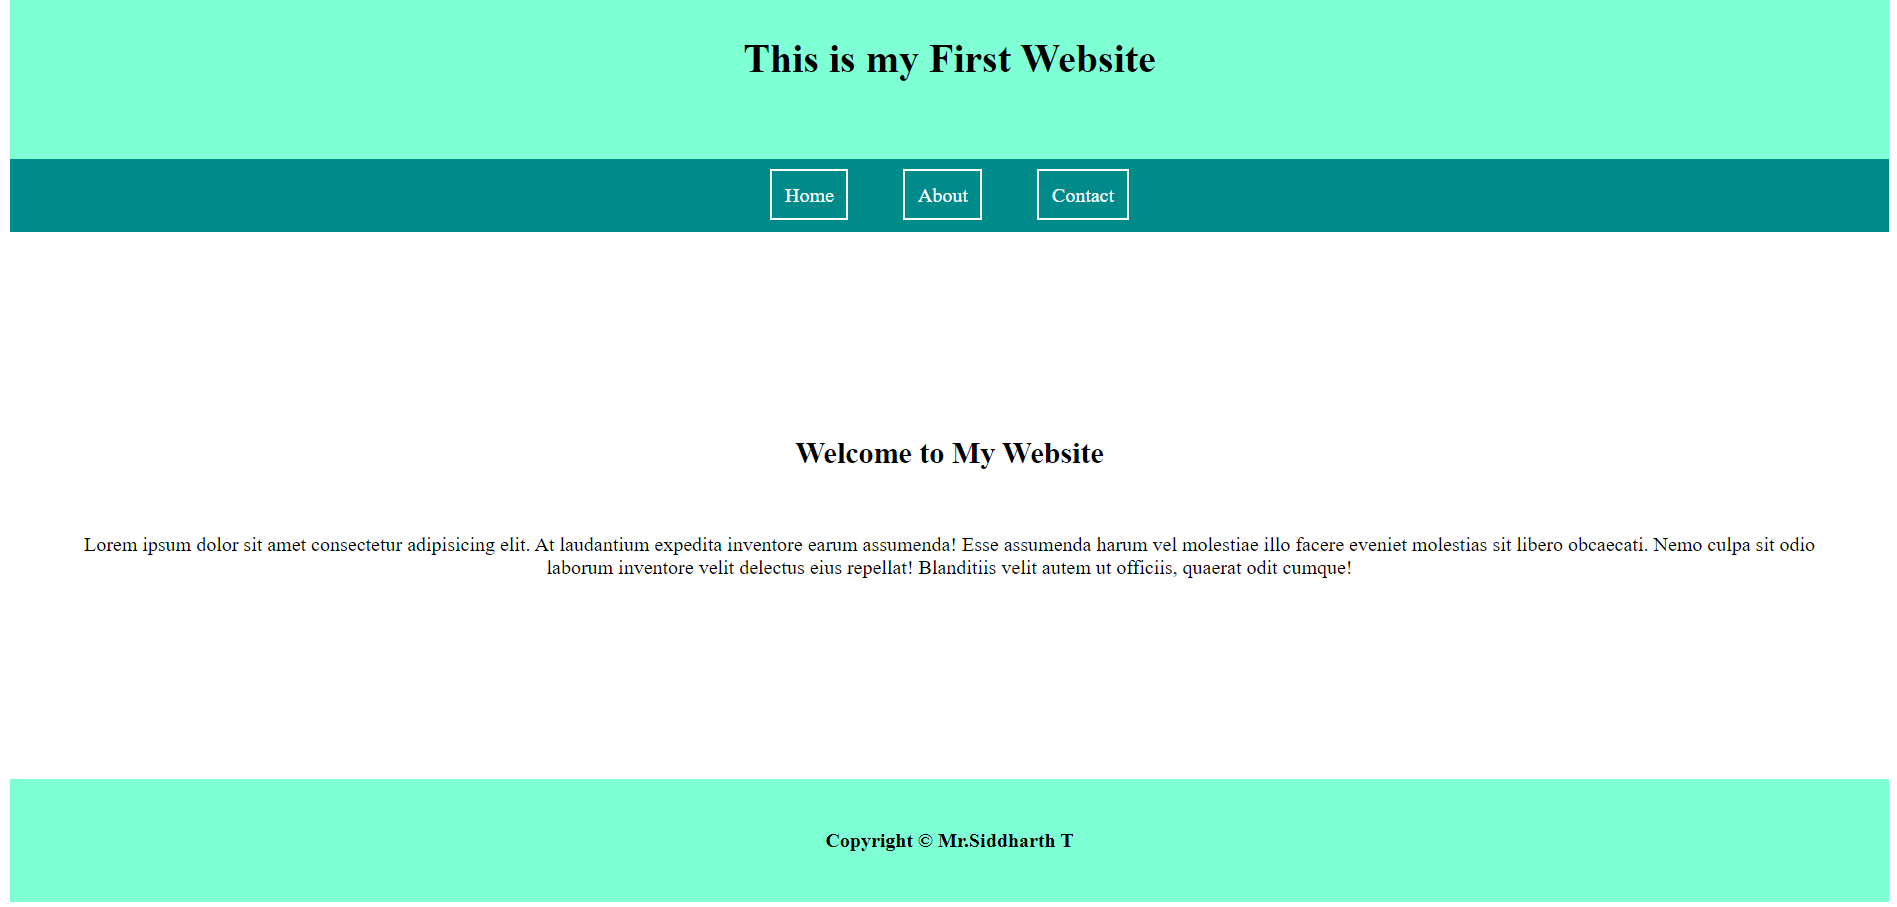 This is my First Website
Home About Contact
Welcome to My Website
Lorem ipsum dolor sit amet consectetur adipisicing elit. At laudantium expedita inventore earum assumenda! Esse assumenda harum vel molestiae illo facere eveniet molestias sit libero obcaecati. Nemo culpa sit odio
laborum inventore velit delectus eius repellat! Blanditiis velit autem ut officiis, quaerat odit cumque!
Copyright © Mr.Siddharth T